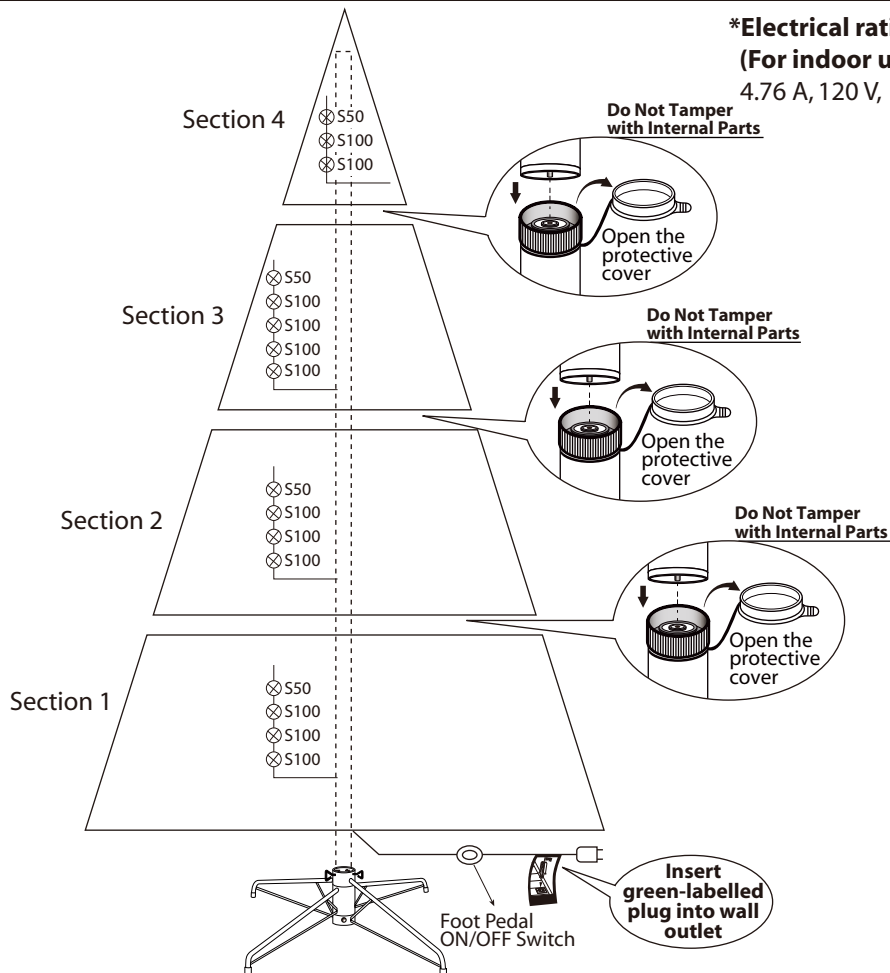 *Electrical rati
(For indoor u
4.76 A, 120 V,
Section 4
S50
S100
S100
Do Not Tamper
with Internal Parts
Open the
protective
cover
Section 3
S50
S100
S100
S100
S100
Do Not Tamper
with Internal Parts
Open the
protective
cover
Section 2
S50
S100
S100
S100
Do Not Tamper
with Internal Parts
Open the
protective
cover
Section 1
S50
S100
S100
S100
Foot Pedal
ON/OFF Switch
Insert
green-labelled
plug into wall
outlet